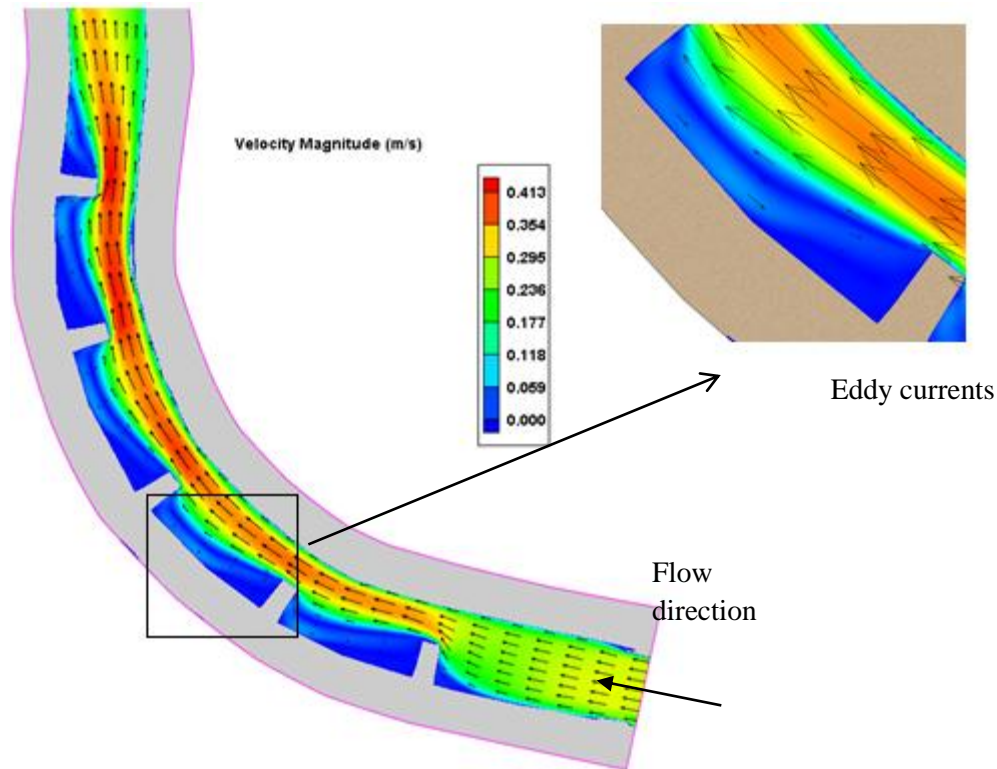 Velocity Magnitude (m/s)
0.413
0.354
0.295
0.236
0.177
0.118
0.059
0.000
Eddy currents
Flow
direction